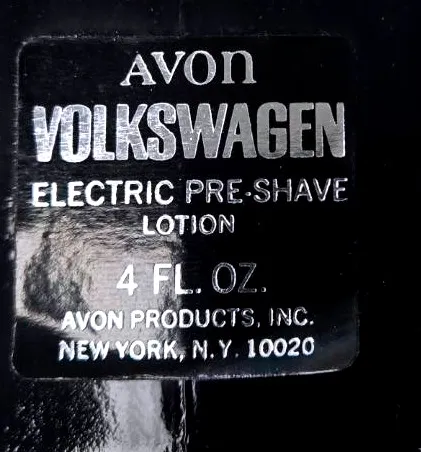 AVON
VOLKSWAGEN
ELECTRIC PRE-SHAVE
LOTION
4 FL. OZ.
AVON PRODUCTS, INC.
NEW YORK, N.Y. 10020